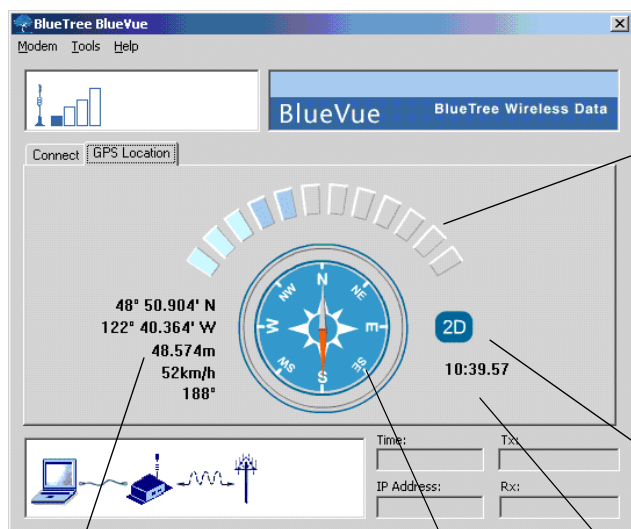 BlueTree BlueVue
Modem Tools Help
BlueVue BlueTree Wireless Data
Connect GPS Location
N
NE
E
SE
S
SW
W
NW
48° 50.904' N
122° 40.364' W
48.574m
52km/h
188°
2D
10:39.57
Time: Tx:
IP Address: Rx: